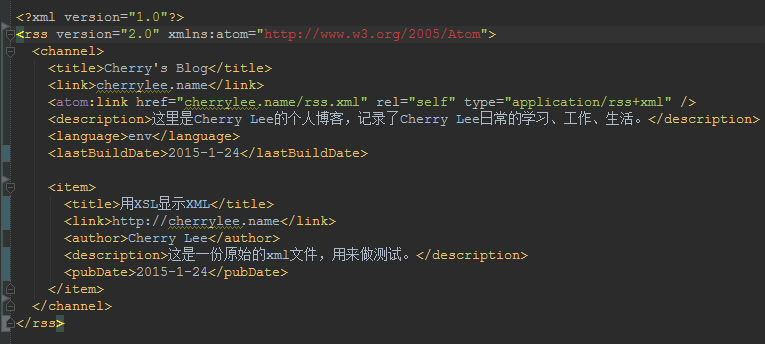 <?xml version="1.0"?>
<rss version="2.0" xmlns:atom="http://www.w3.org/2005/Atom">
<channel>
<title>Cherry's Blog</title>
<link>cherrylee.name</link>
<atom:link href="cherrylee.name/rss.xml" rel="self" type="application/rss+xml" />
<description>这里是Cherry Lee的个人博客，记录了Cherry Lee日常的学习、工作、生活。</description>
<language>env</language>
<lastBuildDate>2015-1-24</lastBuildDate>
<item>
<title>用XSL显示XML</title>
<link>http://cherrylee.name</link>
<author>Cherry Lee</author>
<description>这是一份原始的xml文件，用来做测试。</description>
<pubDate>2015-1-24</pubDate>
</item>
</channel>
</rss>